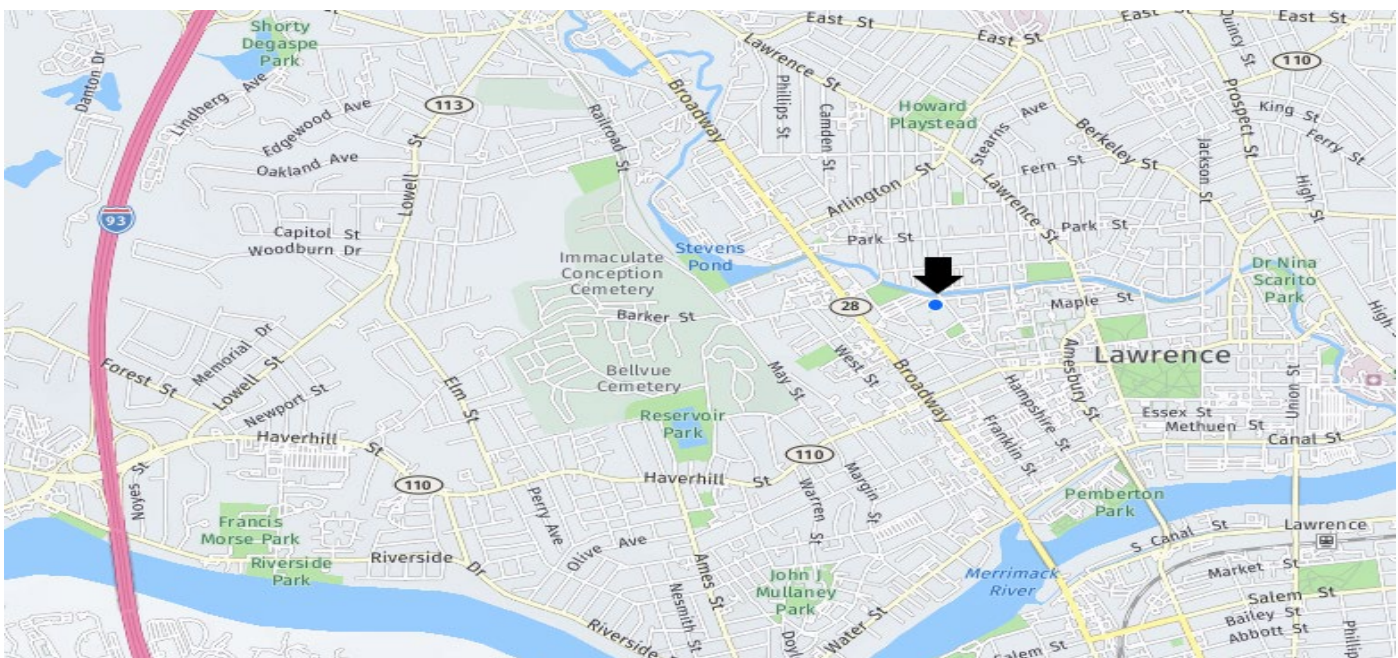 Shorty
Degaspe
Park
East St
East St
East St
Danton Dr
Lindberg Ave
113
Edgewood Ave
Oakland Ave
Railroad St
Broadway
Lawrence St
Phillips St
Camden St
Howard
Playstead
Stearns Ave
Berkeley St
Quincy St
110
Prospect St
King St
Ferry St
Jackson St
High St
Fern St
Arlington St
Lawrence St
Lowell St
93
Capitol St
Woodburn Dr
Immaculate
Conception
Cemetery
Stevens
Pond
Park St
Park St
Dr Nina
Scarito
Park
Maple St
28
Barker St
High St
Memorial Dr
Forest St
Lowell St
Newport St
Elm St
Bellvue
Cemetery
May St
West St
Broadway
Amesbury St
Lawrence
Hampshire St
Franklin St
Essex St
Methuen St
Union St
Canal St
Reservoir
Park
Haverhill St
110
Haverhill St
110
Noyes St
Perry Ave
Warren St
Margin St
Pemberton
Park
S Canal St
Lawrence
Francis
Morse Park
Riverside
Park
Riverside Dr
Olive Ave
Ames St
John J
Mullaney
Park
Merrimack
River
Market St
Salem St
Bailey St
Abbott St
Nesmith St
Riverside
Water St
Salem St